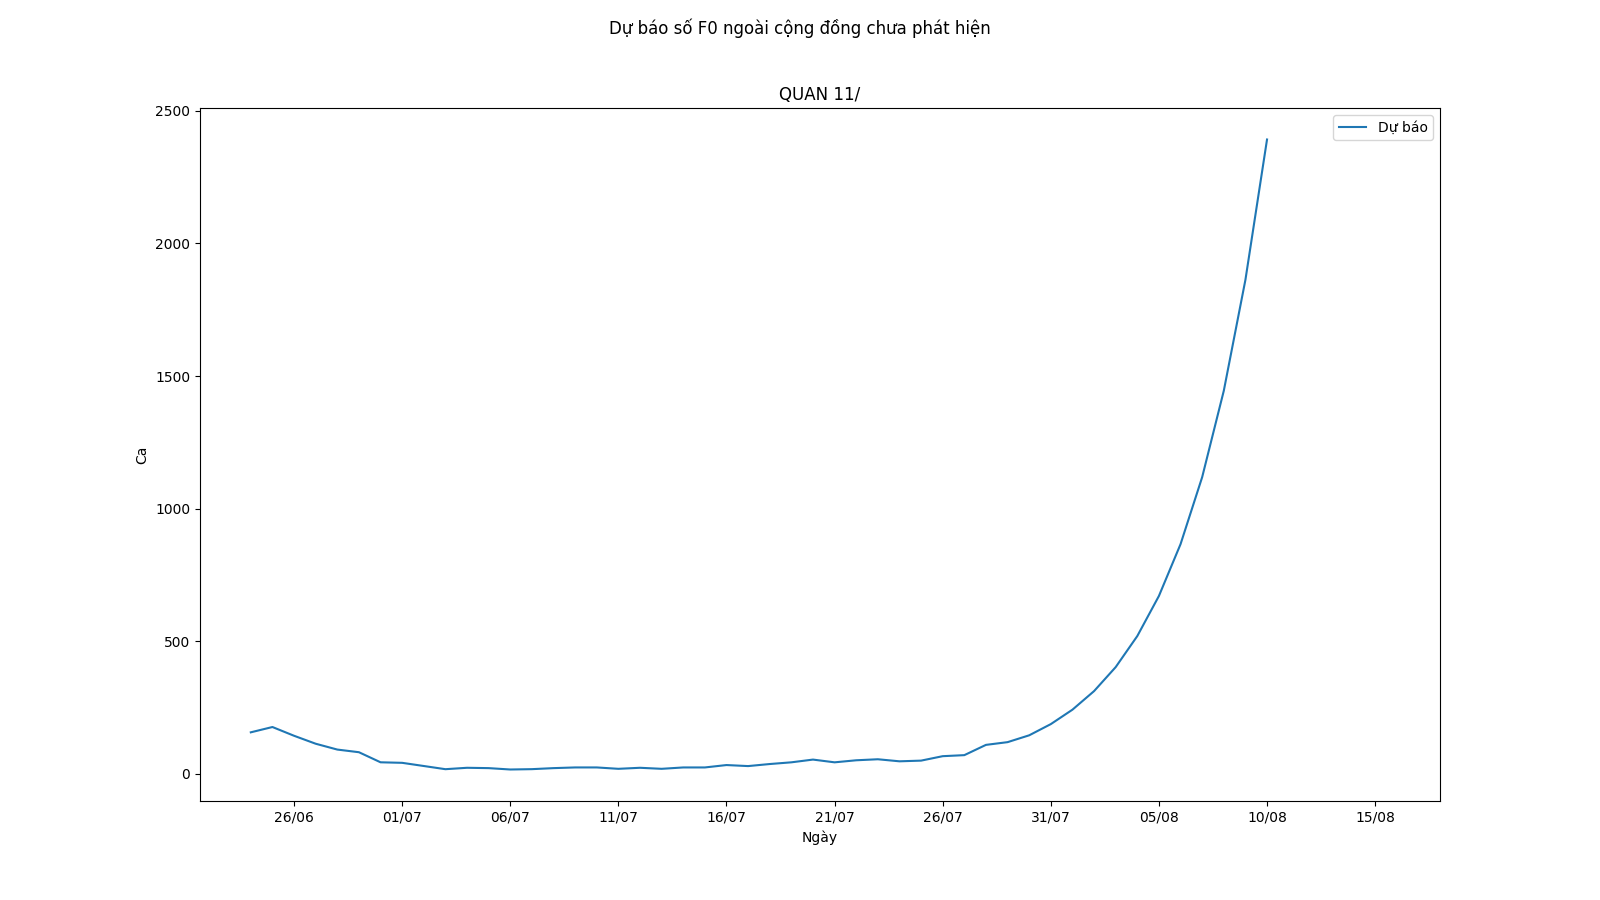 Dự báo số F0 ngoài cộng đồng chưa phát hiện
QUAN 11/
Dự báo
2500
2000
1500
1000
500
0
Ca
26/06 01/07 06/07 11/07 16/07 21/07 26/07 31/07 05/08 10/08 15/08
Ngày